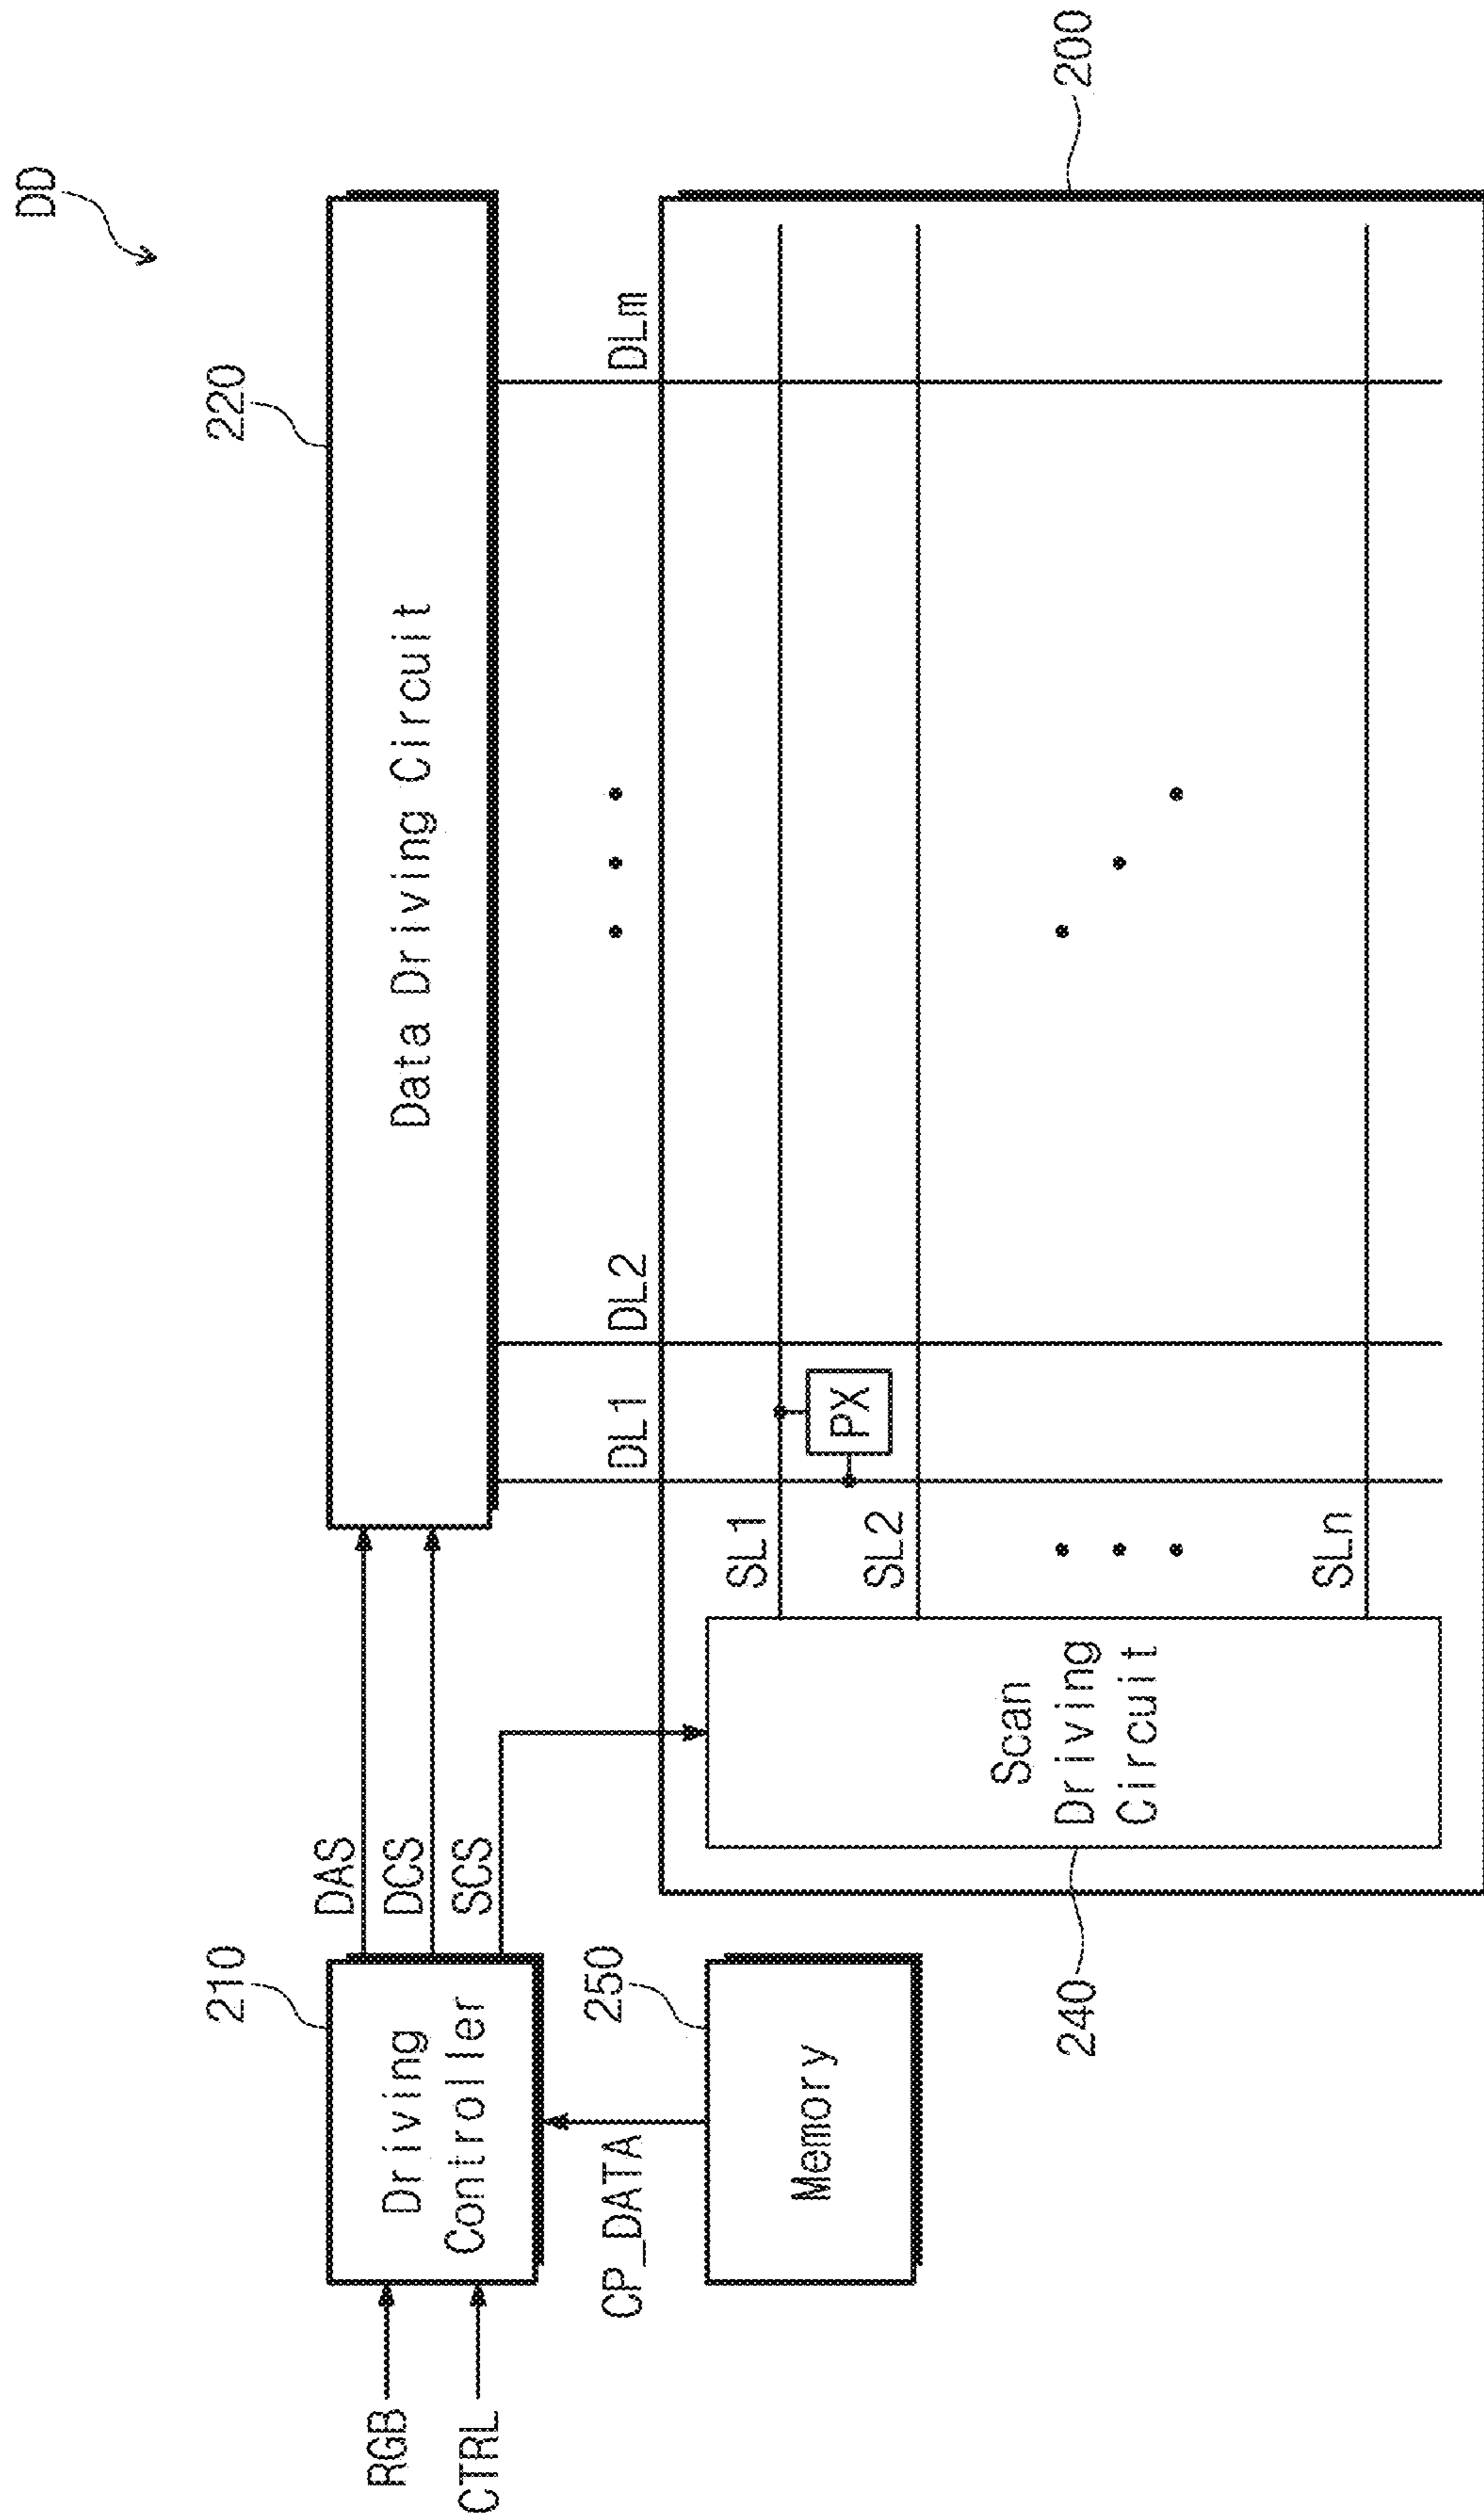 DD
210
220
RGB
CTRL
Driving
Controller
DAS
DCS
SCS
Data Driving Circuit
CP_DATA
250
Memory
DL1
DL2
DLm
SL1
SL2
SLn
PX
Scan
Driving
Circuit
240
200